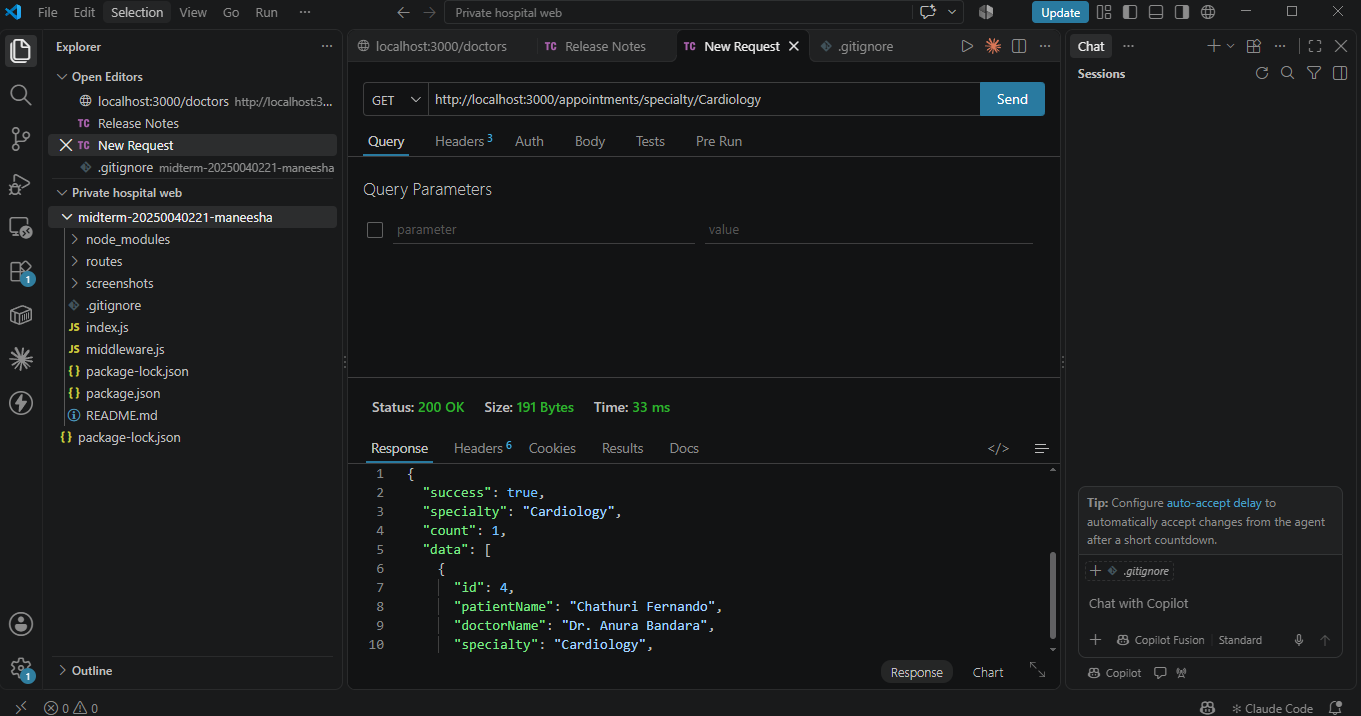 File Edit Selection View Go Run ···
Private hospital web
Update
Explorer ···
Open Editors
localhost:3000/doctors http://localhost:3...
TC Release Notes
TC New Request
.gitignore midterm-20250040221-maneesha
Private hospital web
midterm-20250040221-maneesha
node_modules
routes
screenshots
.gitignore
JS index.js
JS middleware.js
{} package-lock.json
{} package.json
README.md
{} package-lock.json
Outline
1
1
0 0
localhost:3000/doctors TC Release Notes TC New Request .gitignore ···
GET http://localhost:3000/appointments/specialty/Cardiology Send
Query Headers 3 Auth Body Tests Pre Run
Query Parameters
parameter value
Status: 200 OK Size: 191 Bytes Time: 33 ms
Response Headers 6 Cookies Results Docs </>
1 {
2 "success": true,
3 "specialty": "Cardiology",
4 "count": 1,
5 "data": [
6 {
7 "id": 4,
8 "patientName": "Chathuri Fernando",
9 "doctorName": "Dr. Anura Bandara",
10 "specialty": "Cardiology",
Response Chart
Chat ··· ···
Sessions
Tip: Configure auto-accept delay to
automatically accept changes from the agent
after a short countdown.
.gitignore
Chat with Copilot
Copilot Fusion Standard
Copilot
Claude Code